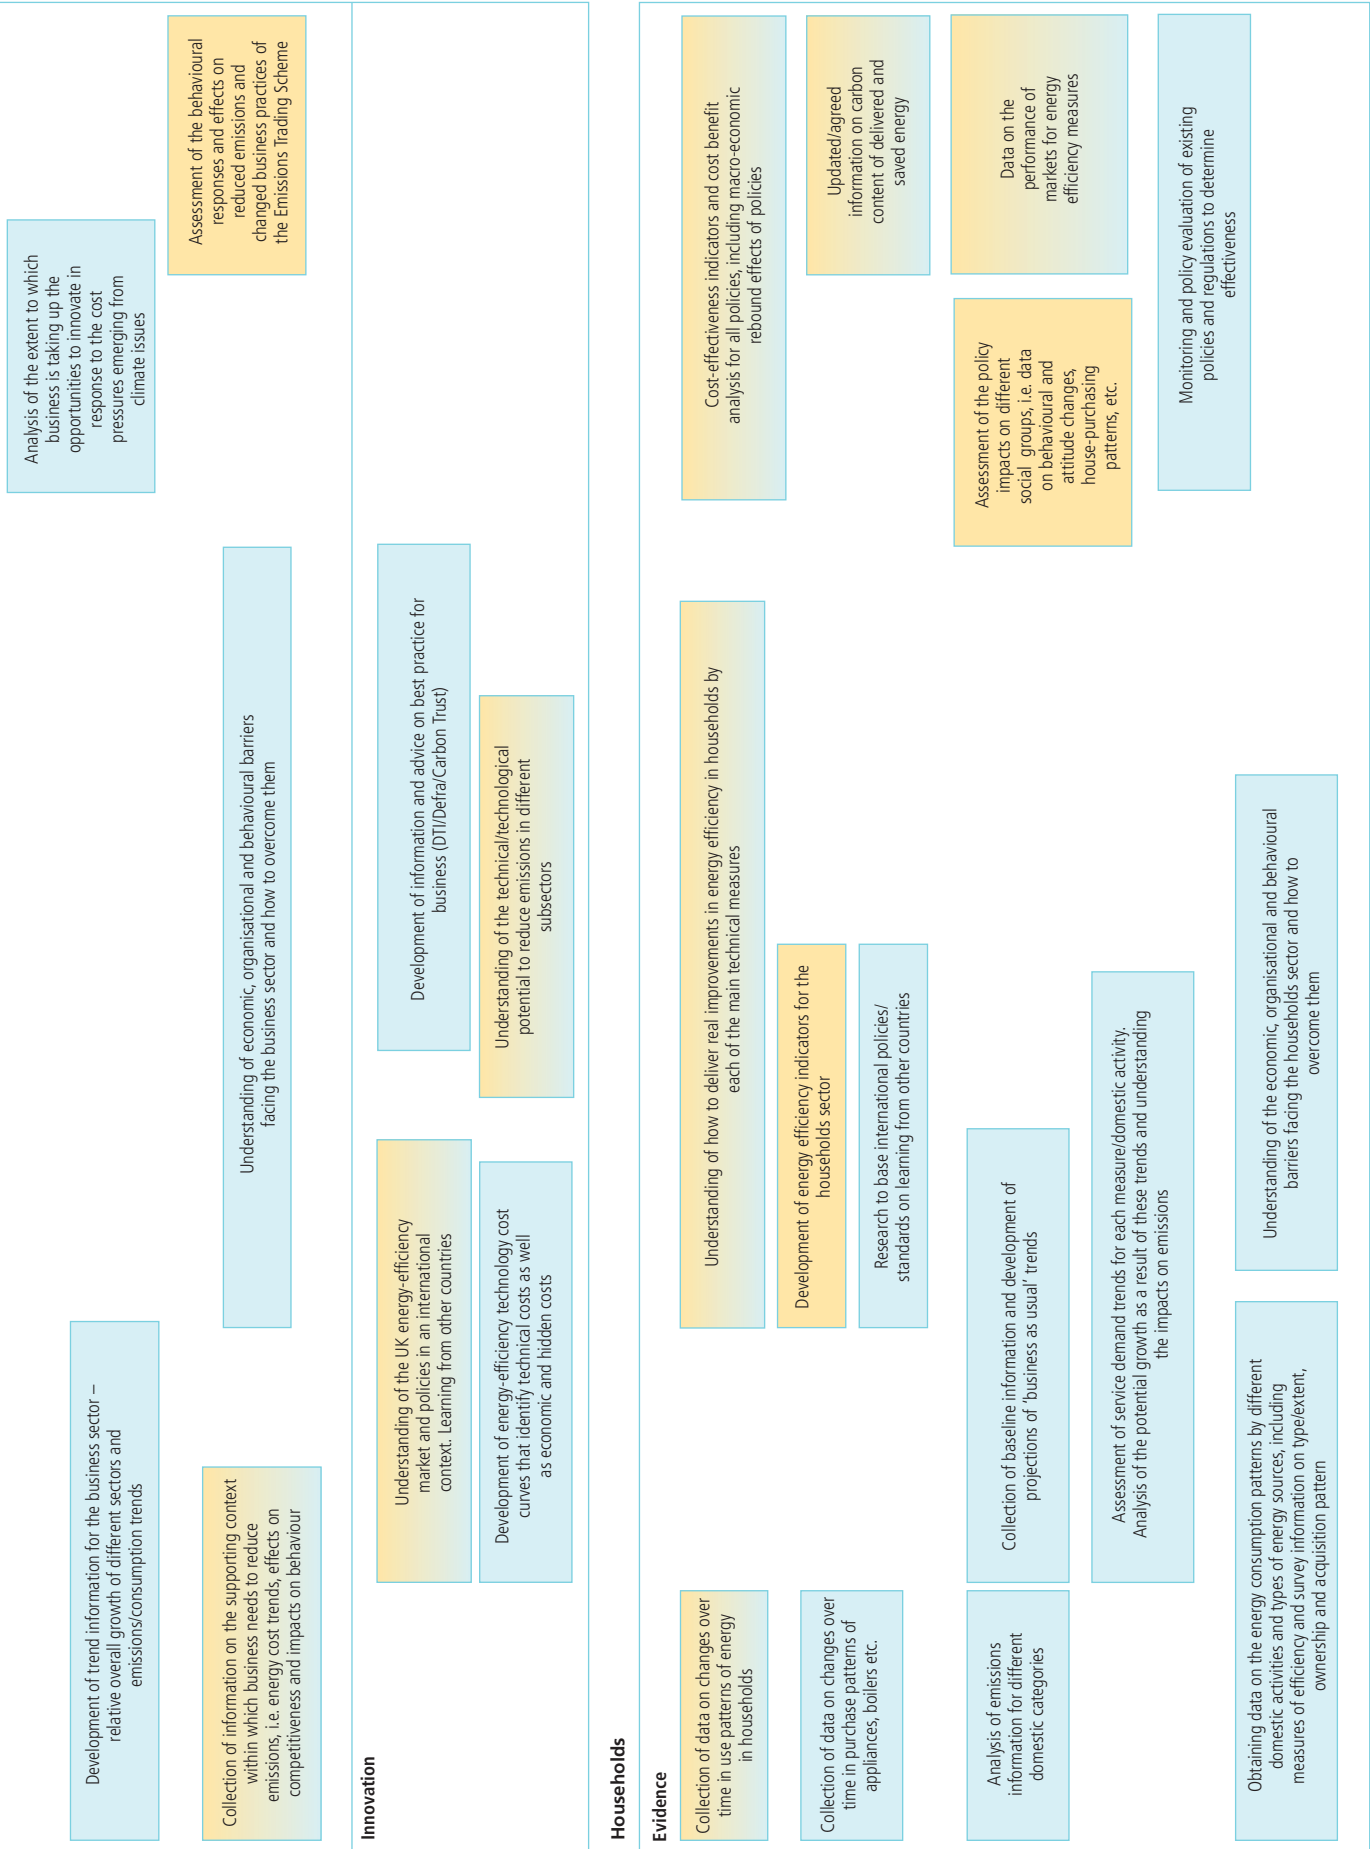 Development of trend information for the business sector –
relative overall growth of different sectors and
emissions/consumption trends
Collection of information on the supporting context
within which business needs to reduce
emissions, i.e. energy cost trends, effects on
competitiveness and impacts on behaviour
Understanding of economic, organisational and behavioural barriers
facing the business sector and how to overcome them
Analysis of the extent to which
business is taking up the
opportunities to innovate in
response to the cost
pressures emerging from
climate issues
Assessment of the behavioural
responses and effects on
reduced emissions and
changed business practices of
the Emissions Trading Scheme
Innovation
Understanding of the UK energy-efficiency
market and policies in an international
context. Learning from other countries
Development of energy-efficiency technology cost
curves that identify technical costs as well
as economic and hidden costs
Development of information and advice on best practice for
business (DTI/Defra/Carbon Trust)
Understanding of the technical/technological
potential to reduce emissions in different
subsectors
Households
Evidence
Collection of data on changes over
time in use patterns of energy
in households
Collection of data on changes over
time in purchase patterns of
appliances, boilers etc.
Analysis of emissions
information for different
domestic categories
Obtaining data on the energy consumption patterns by different
domestic activities and types of energy sources, including
measures of efficiency and survey information on type/extent,
ownership and acquisition pattern
Collection of baseline information and development of
projections of ‘business as usual’ trends
Assessment of service demand trends for each measure/domestic activity.
Analysis of the potential growth as a result of these trends and understanding
the impacts on emissions
Understanding of how to deliver real improvements in energy efficiency in households by
each of the main technical measures
Development of energy efficiency indicators for the
households sector
Research to base international policies/
standards on learning from other countries
Understanding of the economic, organisational and behavioural
barriers facing the households sector and how to
overcome them
Cost-effectiveness indicators and cost benefit
analysis for all policies, including macro-economic
rebound effects of policies
Updated/agreed
information on carbon
content of delivered and
saved energy
Assessment of the policy
impacts on different
social groups, i.e. data
on behavioural and
attitude changes,
house-purchasing
patterns, etc.
Data on the
performance of
markets for energy
efficiency measures
Monitoring and policy evaluation of existing
policies and regulations to determine
effectiveness